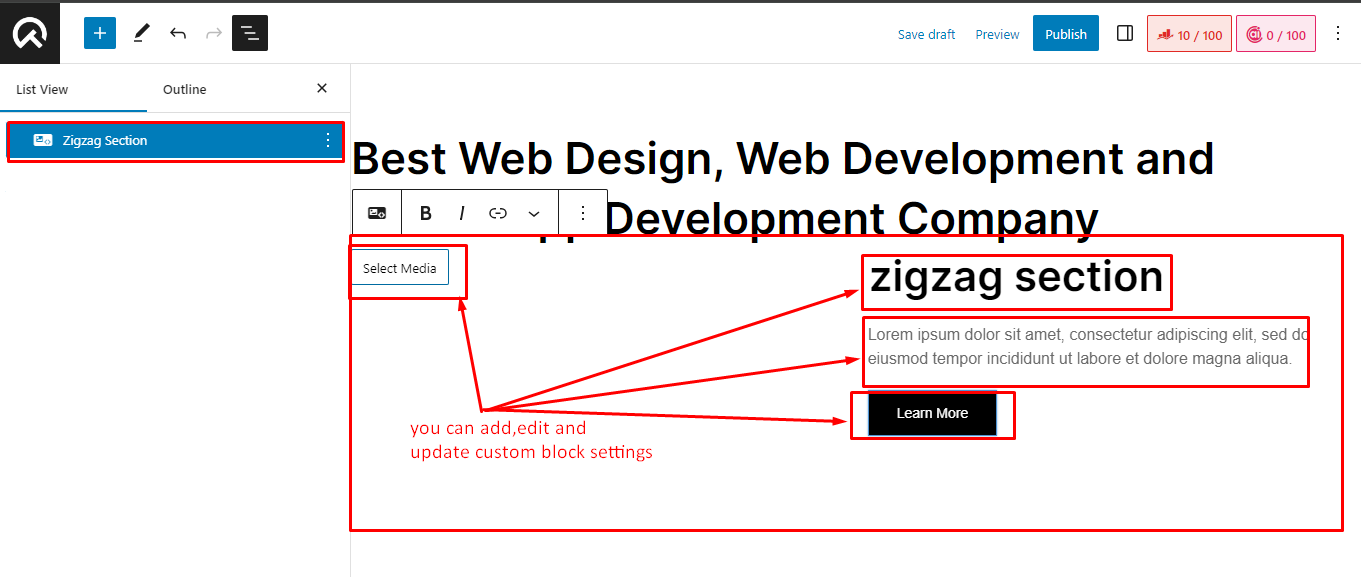 Save draft
Preview
Publish
10 / 100
0 / 100
List View
Outline
Zigzag Section
Best Web Design, Web Development and
Development Company
B I
Select Media
zigzag section
Lorem ipsum dolor sit amet, consectetur adipiscing elit, sed do
eiusmod tempor incididunt ut labore et dolore magna aliqua.
Learn More
you can add,edit and
update custom block settings